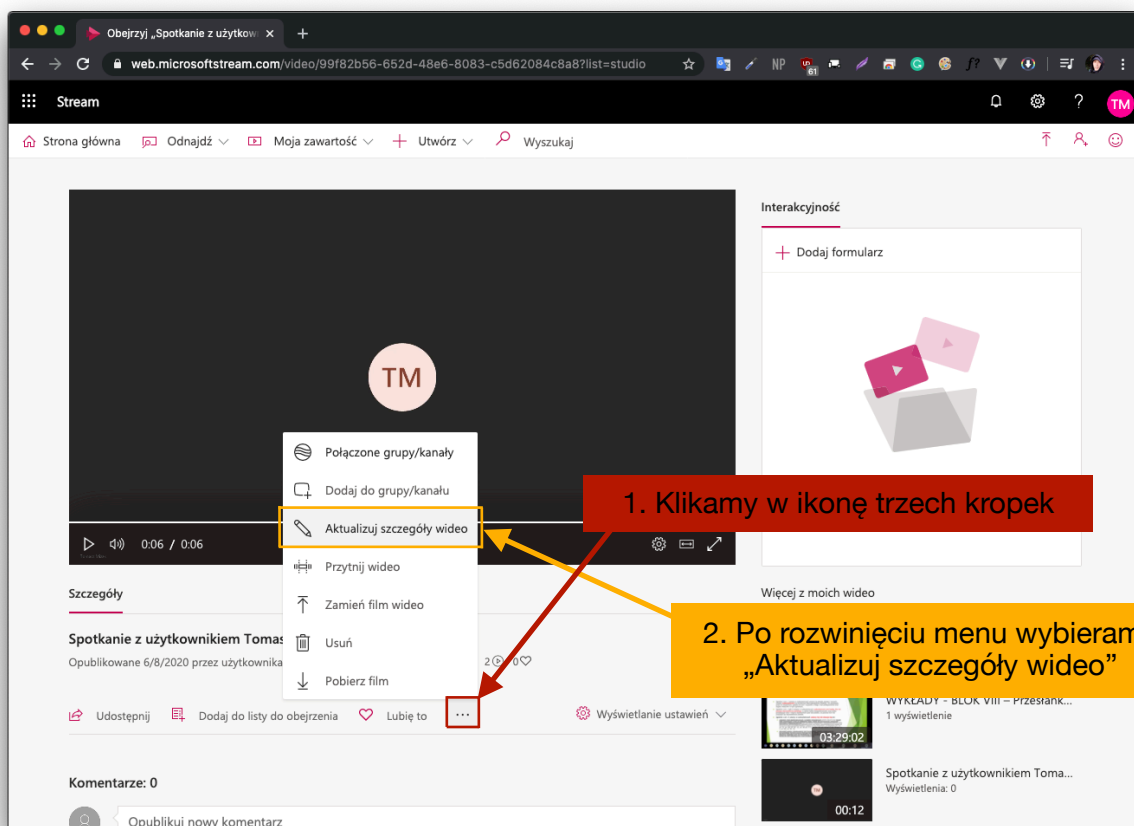 Obejrzyj „Spotkanie z użytkow
web.microsoftstream.com/video/99f82b56-652d-48e6-8083-c5d62084c8a8?list=studio
NP
61
f?
Stream
?
TM
Strona główna
Odnajdź
Moja zawartość
Utwórz
Wyszukaj
Interakcyjność
Dodaj formularz
TM
Połączone grupy/kanały
Dodaj do grupy/kanału
Aktualizuj szczegóły wideo
Przytnij wideo
Zamień film wideo
Usuń
Pobierz film
1. Klikamy w ikonę trzech kropek
0:06 / 0:06
Szczegóły
Więcej z moich wideo
2. Po rozwinięciu menu wybieram
„Aktualizuj szczegóły wideo”
Spotkanie z użytkownikiem Tomas
Opublikowane 6/8/2020 przez użytkownika
2
0
WYKŁADY - BLOK VIII – Przesłank...
1 wyświetlenie
03:29:02
Udostępnij
Dodaj do listy do obejrzenia
Lubię to
...
Wyświetlanie ustawień
Spotkanie z użytkownikiem Toma...
Wyświetlenia: 0
TM
00:12
Komentarze: 0
Opublikuj nowy komentarz